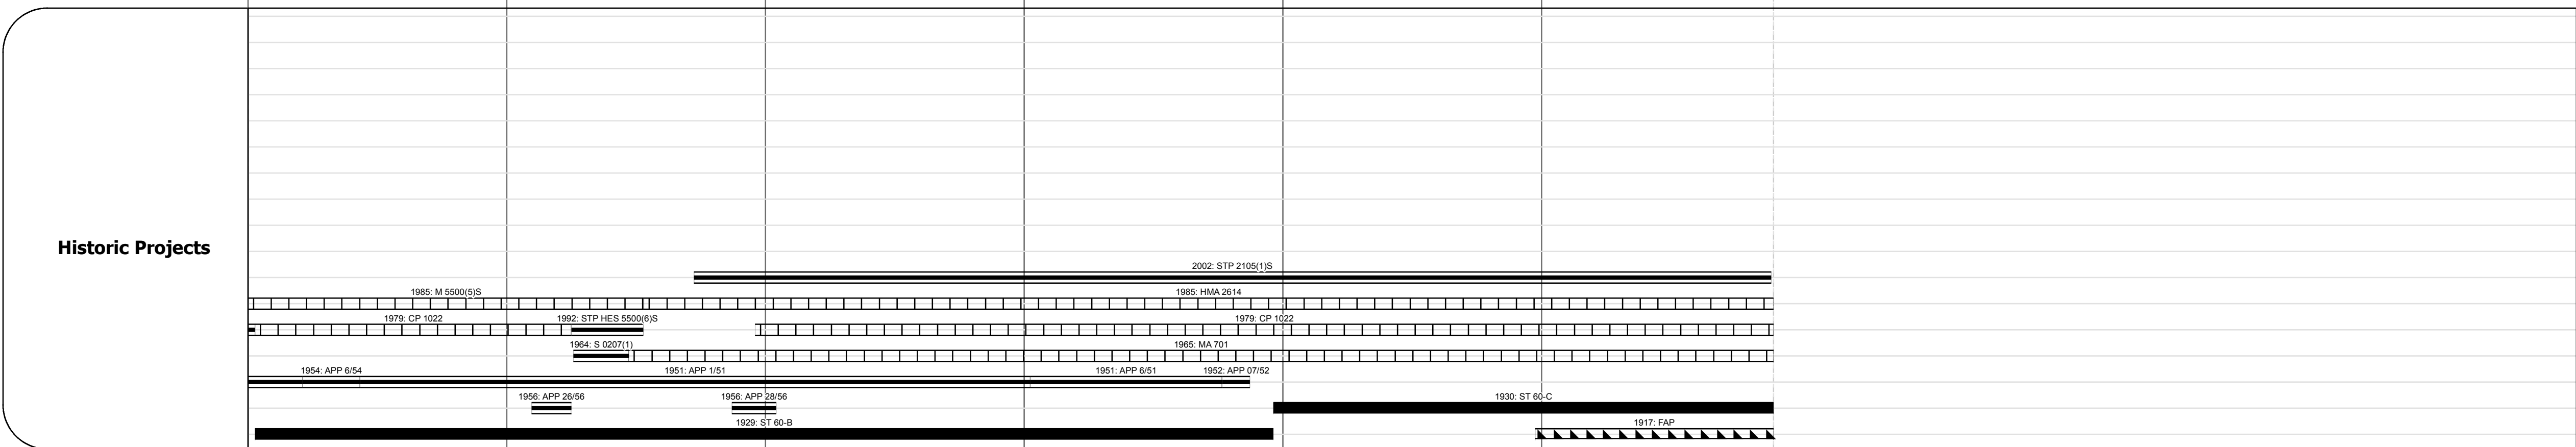 Historic Projects
2002: STP 2105(1)S
1985: M 5500(5)S
1985: HMA 2614
1979: CP 1022
1992: STP HES 5500(6)S
1979: CP 1022
1964: S 0207(1)
1965: MA 701
1954: APP 6/54
1951: APP 1/51
1951: APP 6/51
1952: APP 07/52
1956: APP 26/56
1956: APP 28/56
1930: ST 60-C
1929: ST 60-B
1917: FAP